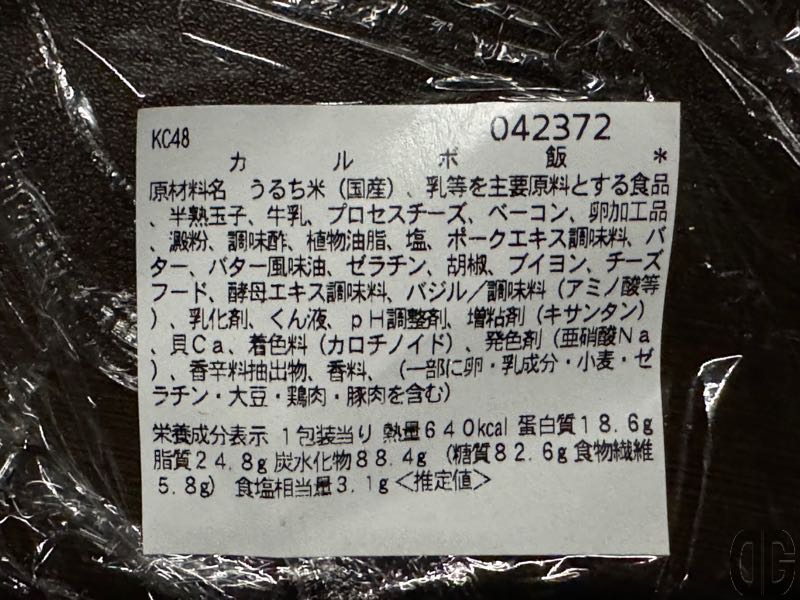 KC48
042372
カルボ飯 *
原材料名 うるち米(国産)、乳等を主要原料とする食品
、半熟玉子、牛乳、プロセスチーズ、ベーコン、卵加工品
、澱粉、調味酢、植物油脂、塩、ポークエキス調味料、バ
ター、バター風味油、ゼラチン、胡椒、ブイヨン、チーズ
フード、酵母エキス調味料、バジル/調味料(アミノ酸等
)、乳化剤、くん液、pH調整剤、増粘剤(キサンタン)
、貝Ca、着色料(カロチノイド)、発色剤(亜硝酸Na
)、香辛料抽出物、香料、(一部に卵・乳成分・小麦・ゼ
ラチン・大豆・鶏肉・豚肉を含む)
栄養成分表示 1包装当り 熱量640kcal 蛋白質18.6g
脂質24.8g 炭水化物88.4g (糖質82.6g 食物繊維
5.8g) 食塩相当量3.1g<推定値>